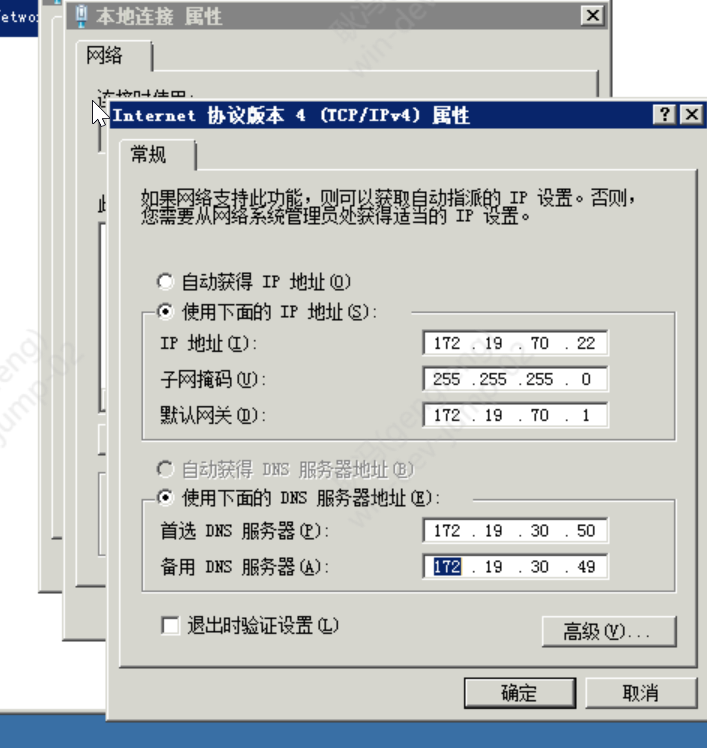 etwo
本地连接 属性
网络
连接时使用:
Internet 协议版本 4 (TCP/IPv4) 属性
常规
如果网络支持此功能,则可以获取自动指派的 IP 设置。否则,
您需要从网络系统管理员处获得适当的 IP 设置。
自动获得 IP 地址(O)
使用下面的 IP 地址(S):
IP 地址(I): 172 . 19 . 70 . 22
子网掩码(U): 255 .255 .255 . 0
默认网关(D): 172 . 19 . 70 . 1
自动获得 DNS 服务器地址(B)
使用下面的 DNS 服务器地址(E):
首选 DNS 服务器(P): 172 . 19 . 30 . 50
备用 DNS 服务器(A): 172 . 19 . 30 . 49
退出时验证设置(L)
高级(V)...
确定
取消